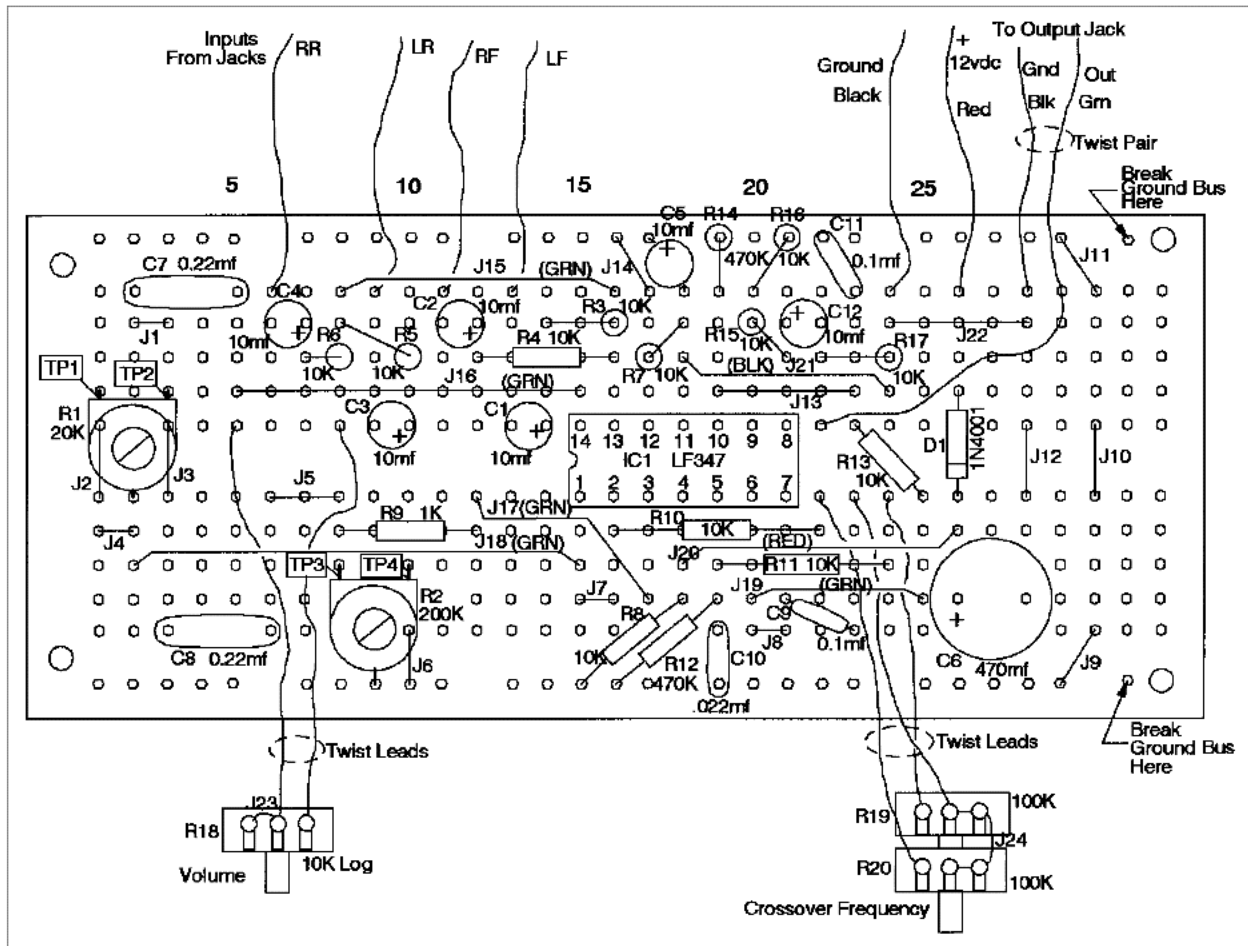 Inputs
From Jacks
RR
LR
RF
LF
Ground
Black
+
12vdc
Red
To Output Jack
Gnd
Out
Blk
Grn
Twist Pair
Break
Ground Bus
Here
5
10
15
20
25
C7 0.22mf
C4
+
10mf
J15
(GRN)
C2
10mf
+
J14
C5
10mf
+
R14
470K
R16
10K
C11
0.1mf
J11
J1
R6
10K
R5
10K
R4 10K
R3
10K
R7
10K
R15
10K
+
C12
10mf
J21
R17
10K
J22
(BLK)
TP1
TP2
J16
(GRN)
J13
R1
20K
C3
+
10mf
C1
+
10mf
14 13 12 11 10 9 8
IC1 LF347
1 2 3 4 5 6 7
R13
10K
D1
1N4001
J12
J10
J2
J3
J5
J17(GRN)
R9 1K
R10
10K
J4
J18(GRN)
J20
(RED)
TP3
TP4
R11 10K
J19
(GRN)
R2
200K
J7
R8
10K
R12
470K
C10
.022mf
J8
C9
0.1mf
C6
+
470mf
J9
C8 0.22mf
J6
Twist Leads
Twist Leads
Break
Ground Bus
Here
J23
R18
10K Log
Volume
R19
100K
J24
R20
100K
Crossover Frequency